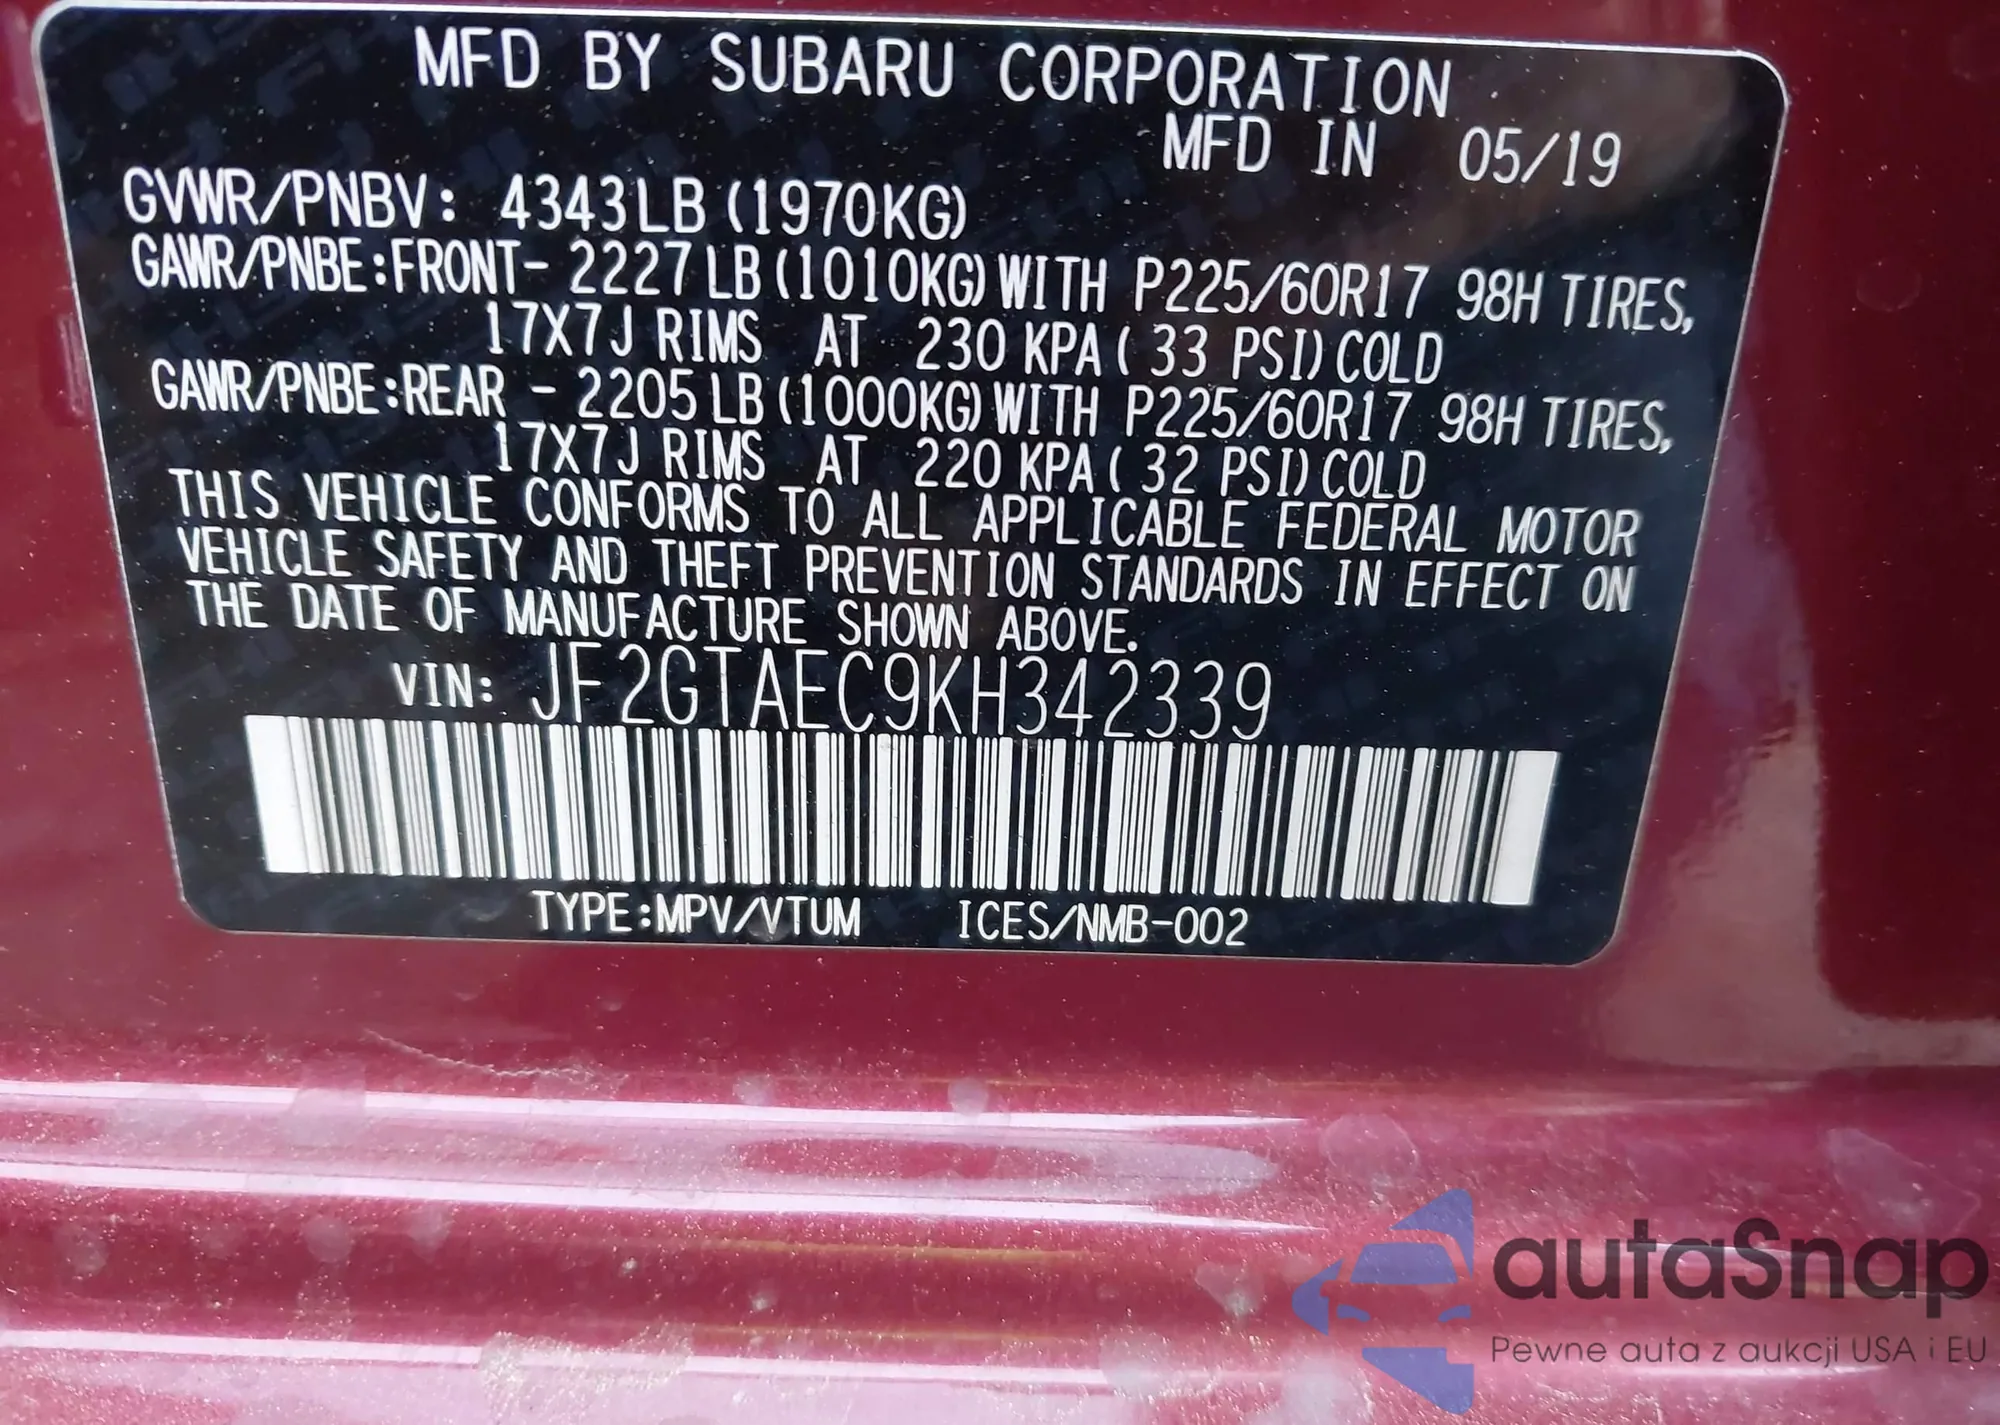 MFD BY SUBARU CORPORATION
MFD IN 05/19
GVWR/PNBV: 4343LB(1970KG)
GAWR/PNBE:FRONT- 2227LB(1010KG)WITH P225/60R17 98H TIRES,
17X7J RIMS AT 230 KPA( 33 PSI)COLD
GAWR/PNBE:REAR - 2205LB(1000KG)WITH P225/60R17 98H TIRES,
17X7J RIMS AT 220 KPA( 32 PSI)COLD
THIS VEHICLE CONFORMS TO ALL APPLICABLE FEDERAL MOTOR
VEHICLE SAFETY AND THEFT PREVENTION STANDARDS IN EFFECT ON
THE DATE OF MANUFACTURE SHOWN ABOVE.
VIN: JF2GTAEC9KH342339
TYPE:MPV/VTUM ICES/NMB-002
autaSnap
Pewne auta z aukcji USA i EU